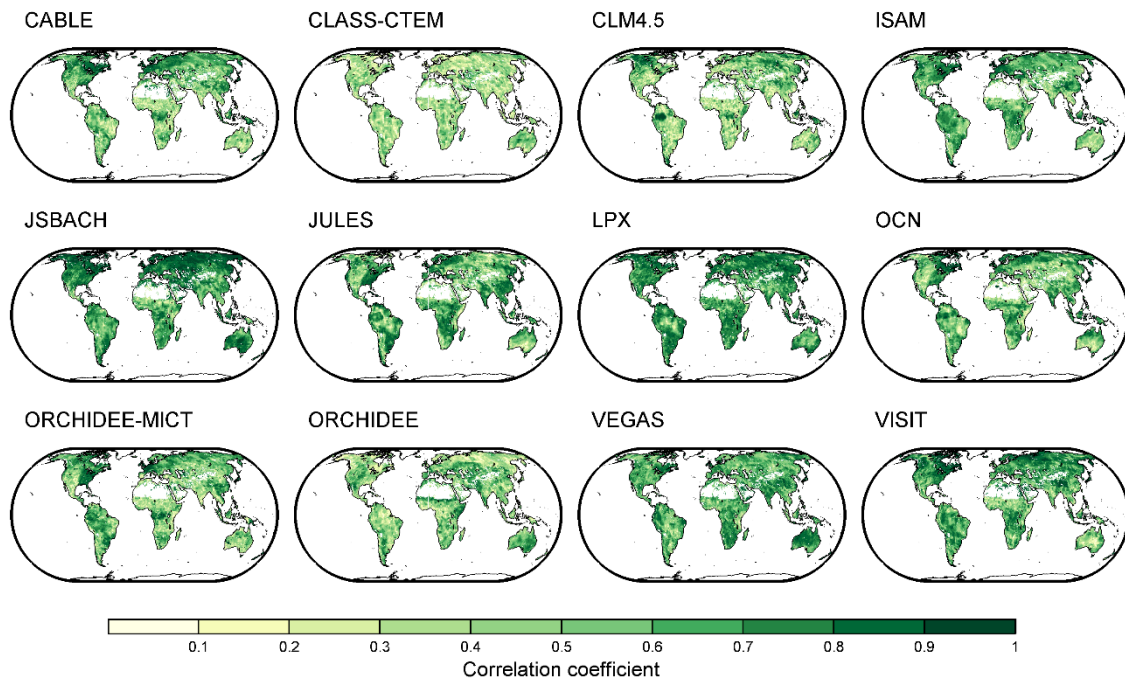 CABLE CLASS-CTEM CLM4.5 ISAM
JSBACH JULES LPX OCN
ORCHIDEE-MICT ORCHIDEE VEGAS VISIT
0.1 0.2 0.3 0.4 0.5 0.6 0.7 0.8 0.9 1
Correlation coefficient